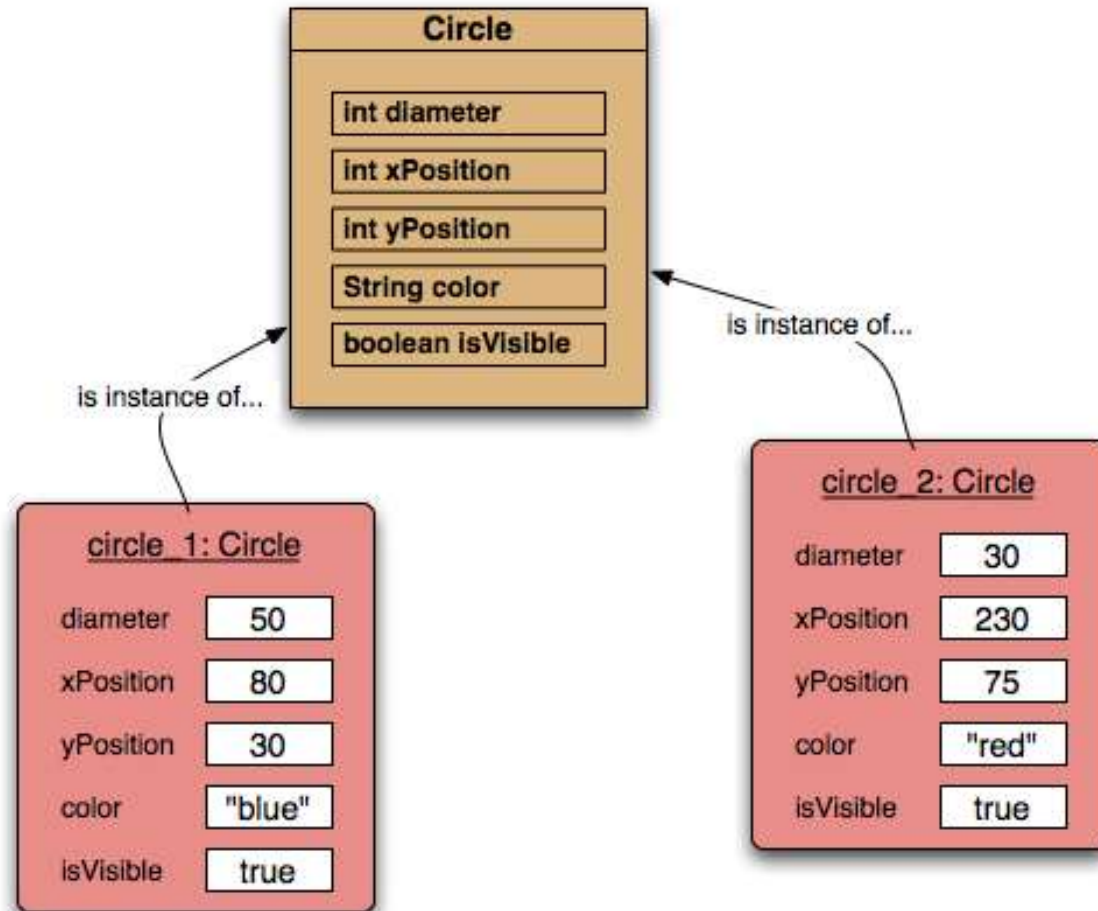 Circle
int diameter
int xPosition
int yPosition
String color
boolean isVisible
is instance of...
is instance of...
circle_1: Circle
diameter 50
xPosition 80
yPosition 30
color "blue"
isVisible true
circle_2: Circle
diameter 30
xPosition 230
yPosition 75
color "red"
isVisible true